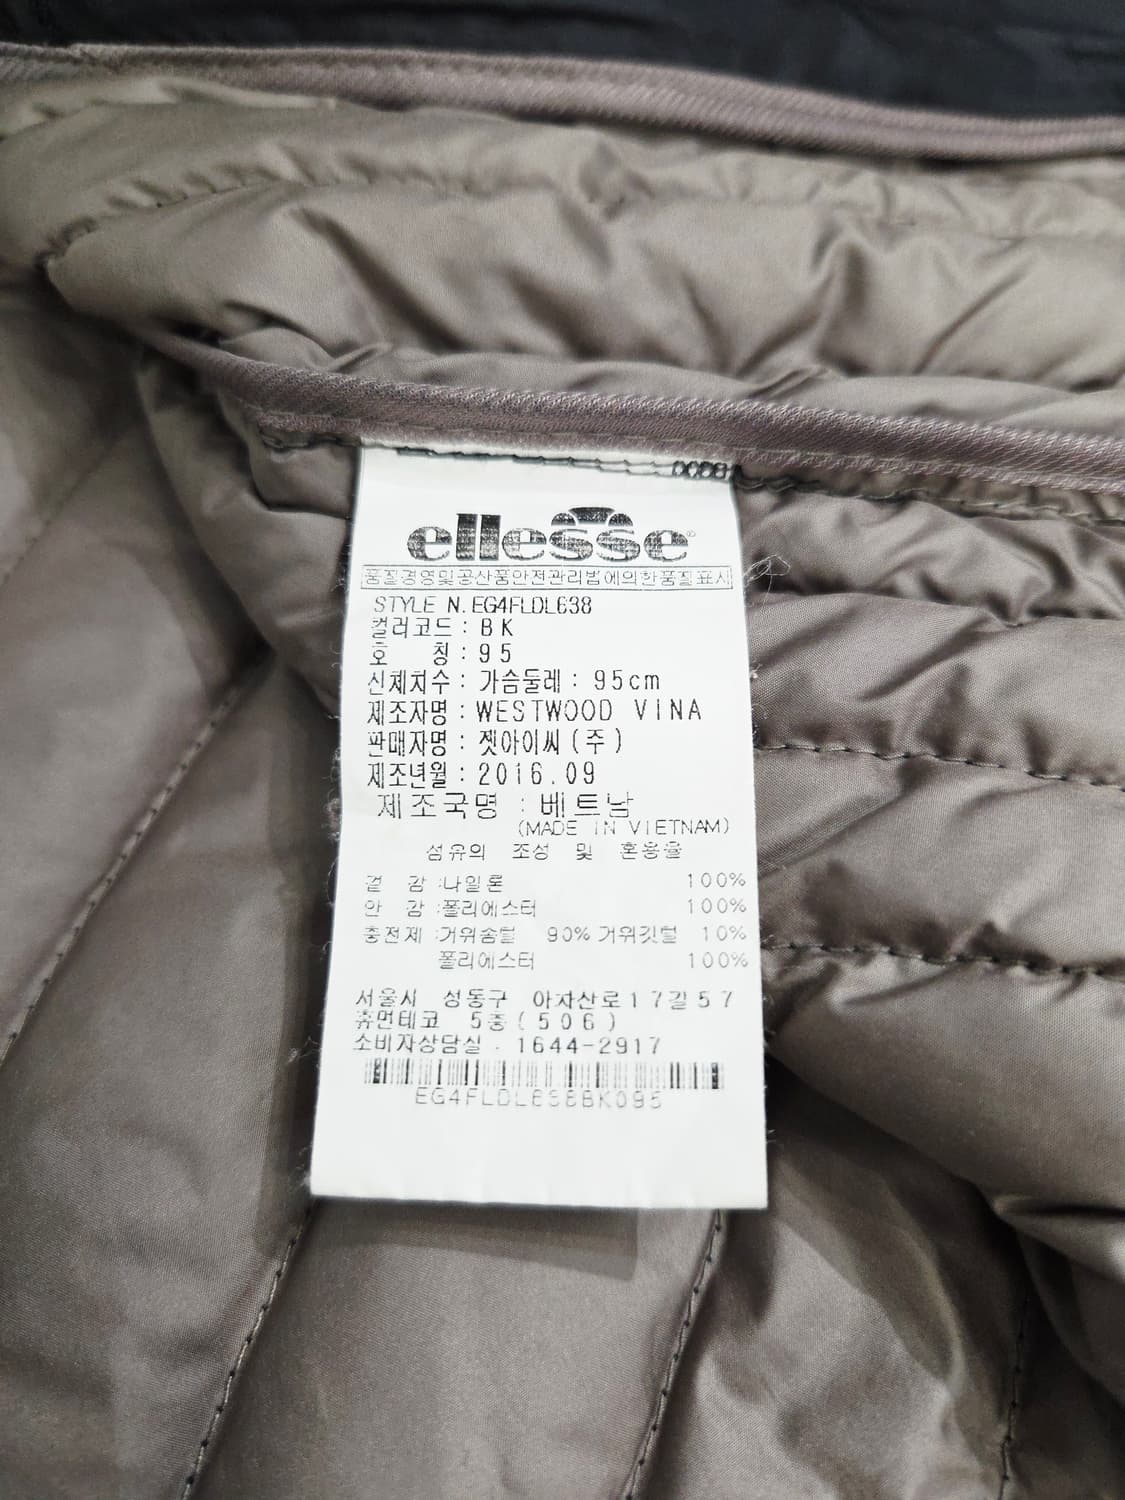 ellesse
품질경영및공산품안전관리법에의한품질표시
STYLE N. EG4FLDL638
컬러코드 : BK
호 칭 : 95
신체치수 : 가슴둘레 : 95cm
제조자명 : WESTWOOD VINA
판매자명 : 젯아이씨(주)
제조년월 : 2016.09
제조국명 : 베트남
(MADE IN VIETNAM)
섬유의 조성 및 혼용율
겉 감 :나일론 100%
안 감 :폴리에스터 100%
충전제 :거위솜털 90% 거위깃털 10%
폴리에스터 100%
서울시 성동구 아차산로17길57
휴먼테코 5층(506)
소비자상담실 . 1644-2917
EG4FLDL638BK095